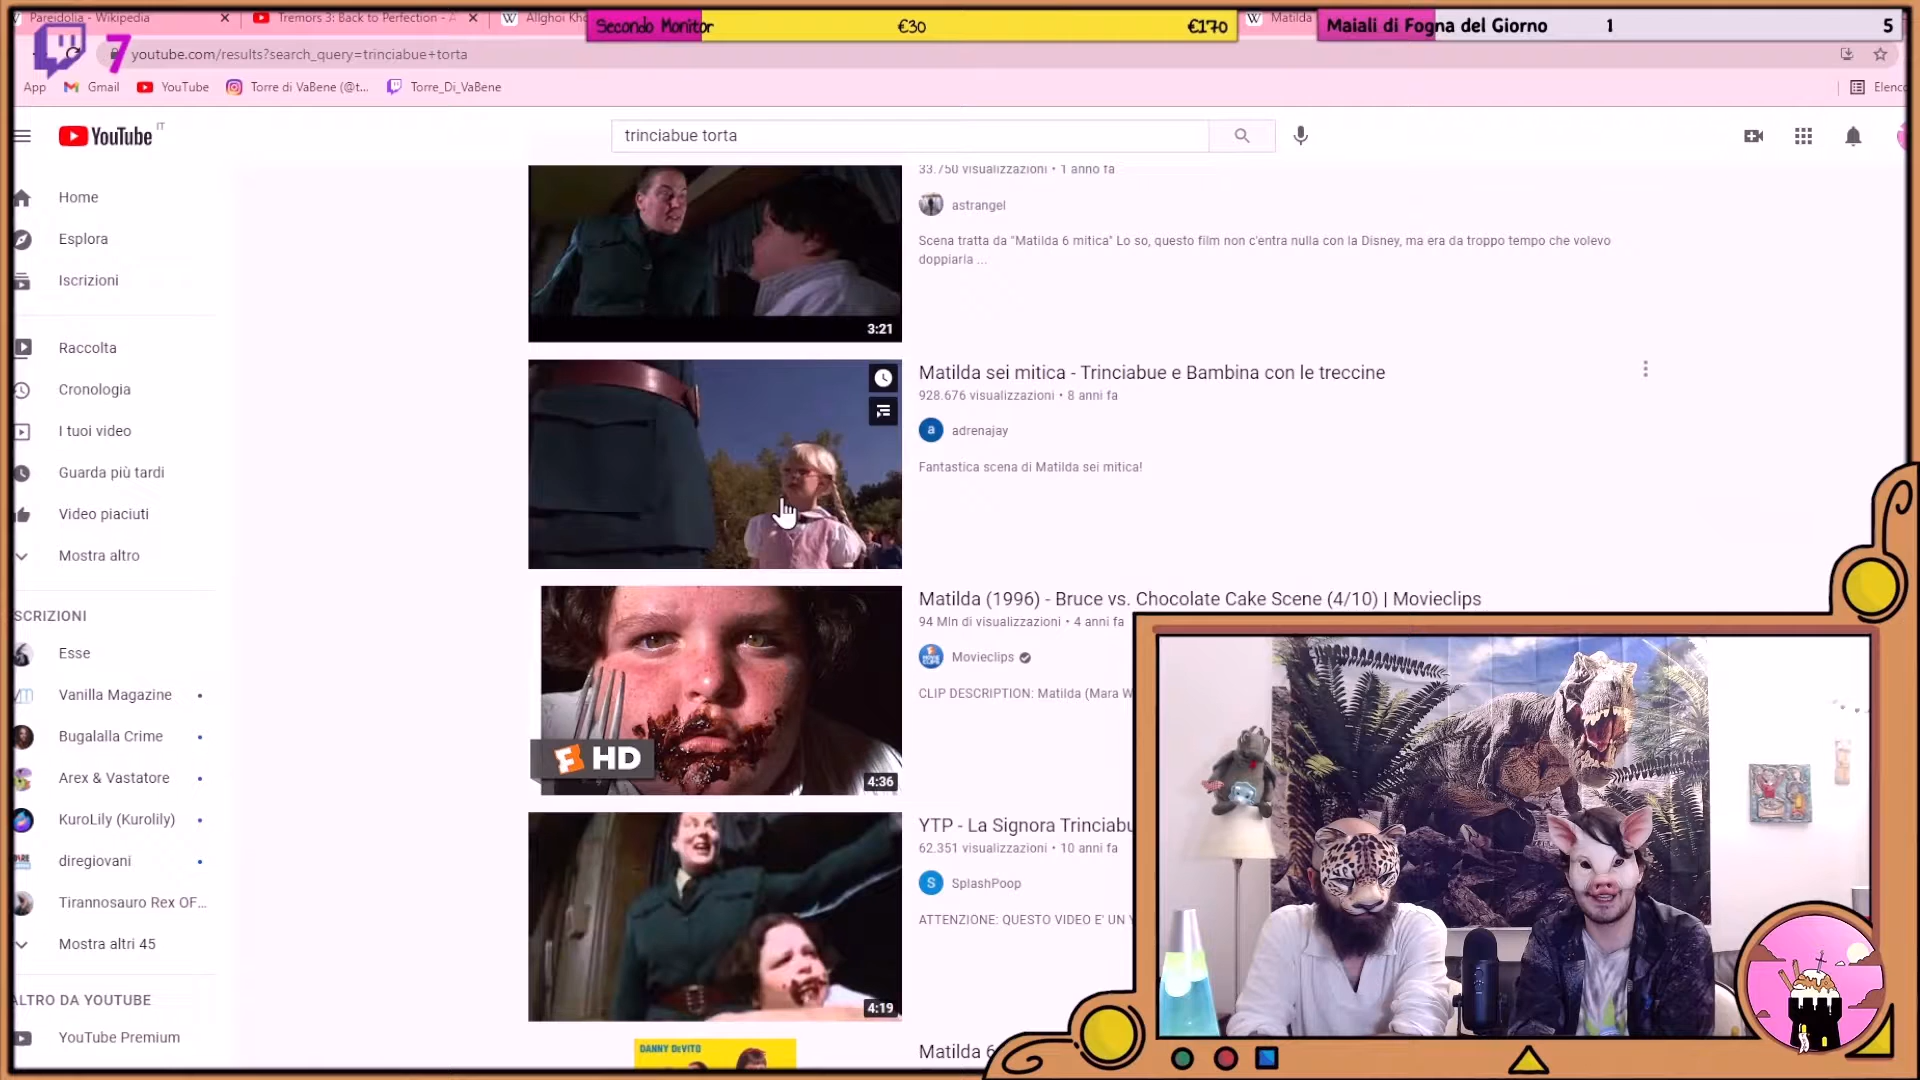 Pareidolia - Wikipedia
Tremors 3: Back to Perfection - A
Allghoi Kho
Matilda
Secondo Monitor
€30
€170
Maiali di Fogna del Giorno
1
5
7
youtube.com/results?search_query=trinciabue+torta
App
Gmail
YouTube
Torre di VaBene (@t...
Torre_Di_VaBene
Elenco
YouTube
IT
trinciabue torta
Home
Esplora
Iscrizioni
Raccolta
Cronologia
I tuoi video
Guarda più tardi
Video piaciuti
Mostra altro
SCRIZIONI
Esse
Vanilla Magazine
Bugalalla Crime
Arex & Vastatore
KuroLily (Kurolily)
diregiovani
Tirannosauro Rex OF...
Mostra altri 45
ALTRO DA YOUTUBE
YouTube Premium
33.750 visualizzazioni • 1 anno fa
astrangel
Scena tratta da "Matilda 6 mitica" Lo so, questo film non c'entra nulla con la Disney, ma era da troppo tempo che volevo
doppiaria ...
3:21
Matilda sei mitica - Trinciabue e Bambina con le treccine
928.676 visualizzazioni • 8 anni fa
a
adrenajay
Fantastica scena di Matilda sei mitica!
Matilda (1996) - Bruce vs. Chocolate Cake Scene (4/10) | Movieclips
94 Mln di visualizzazioni • 4 anni fa
Movieclips
CLIP DESCRIPTION: Matilda (Mara W
HD
4:36
YTP - La Signora Trinciabu
62.351 visualizzazioni • 10 anni fa
S
SplashPoop
ATTENZIONE: QUESTO VIDEO E' UN Y
4:19
DANNY DeVITO
Matilda 6